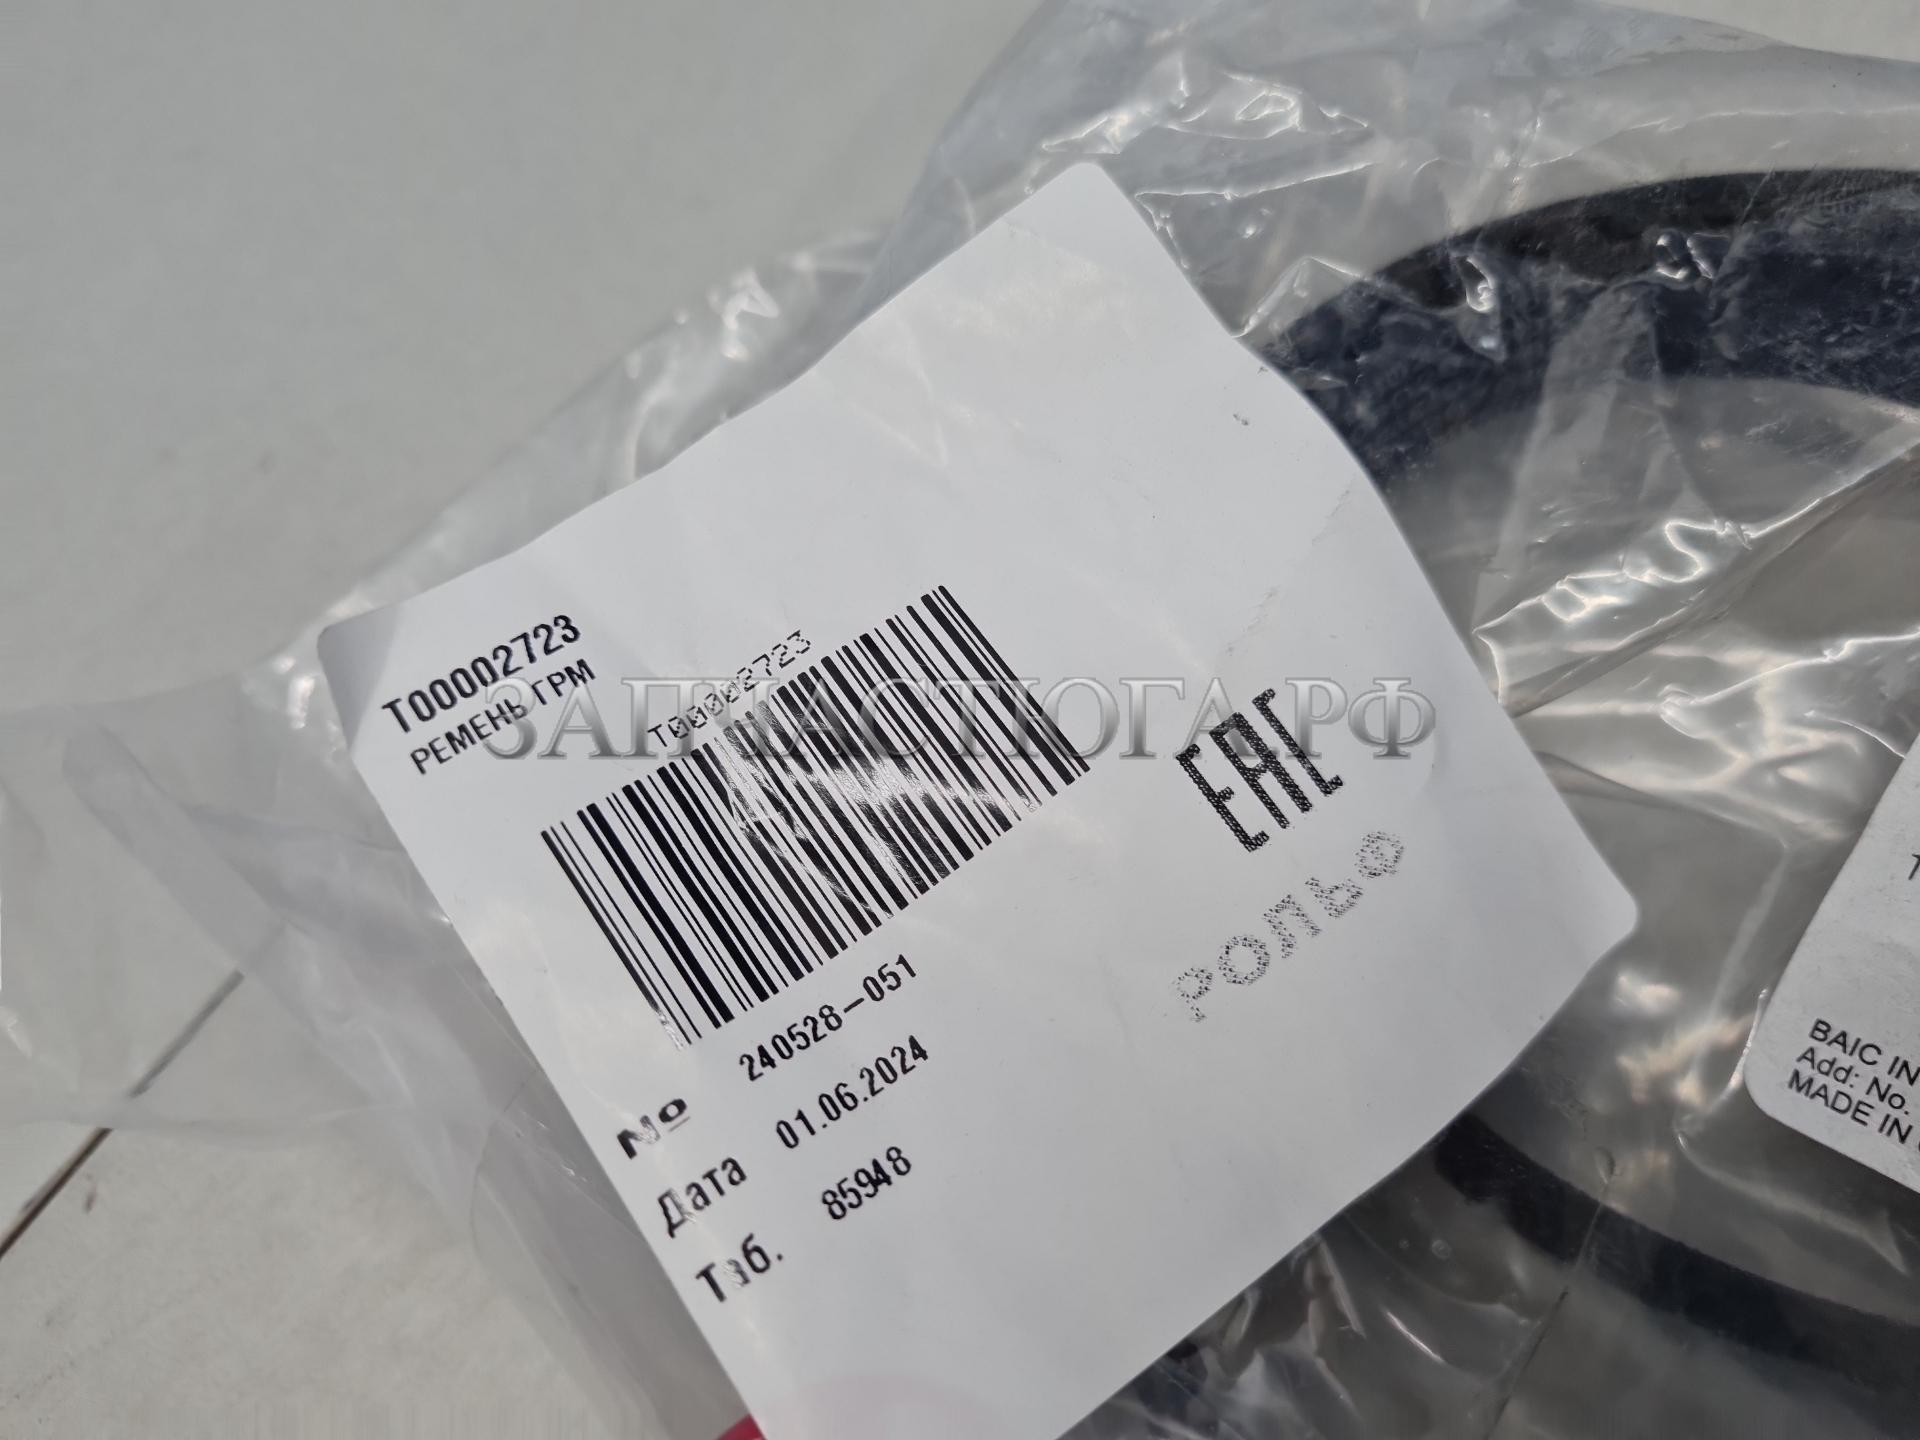 T00002723
РЕМЕНЬ ГРМ
T00002723
ЗАПЧАСТЮГА.РФ
EAC
РОЛЬФ
№ 240528-051
Дата 01.06.2024
Таб. 85948
BAIC IN
Add: No.
MADE IN